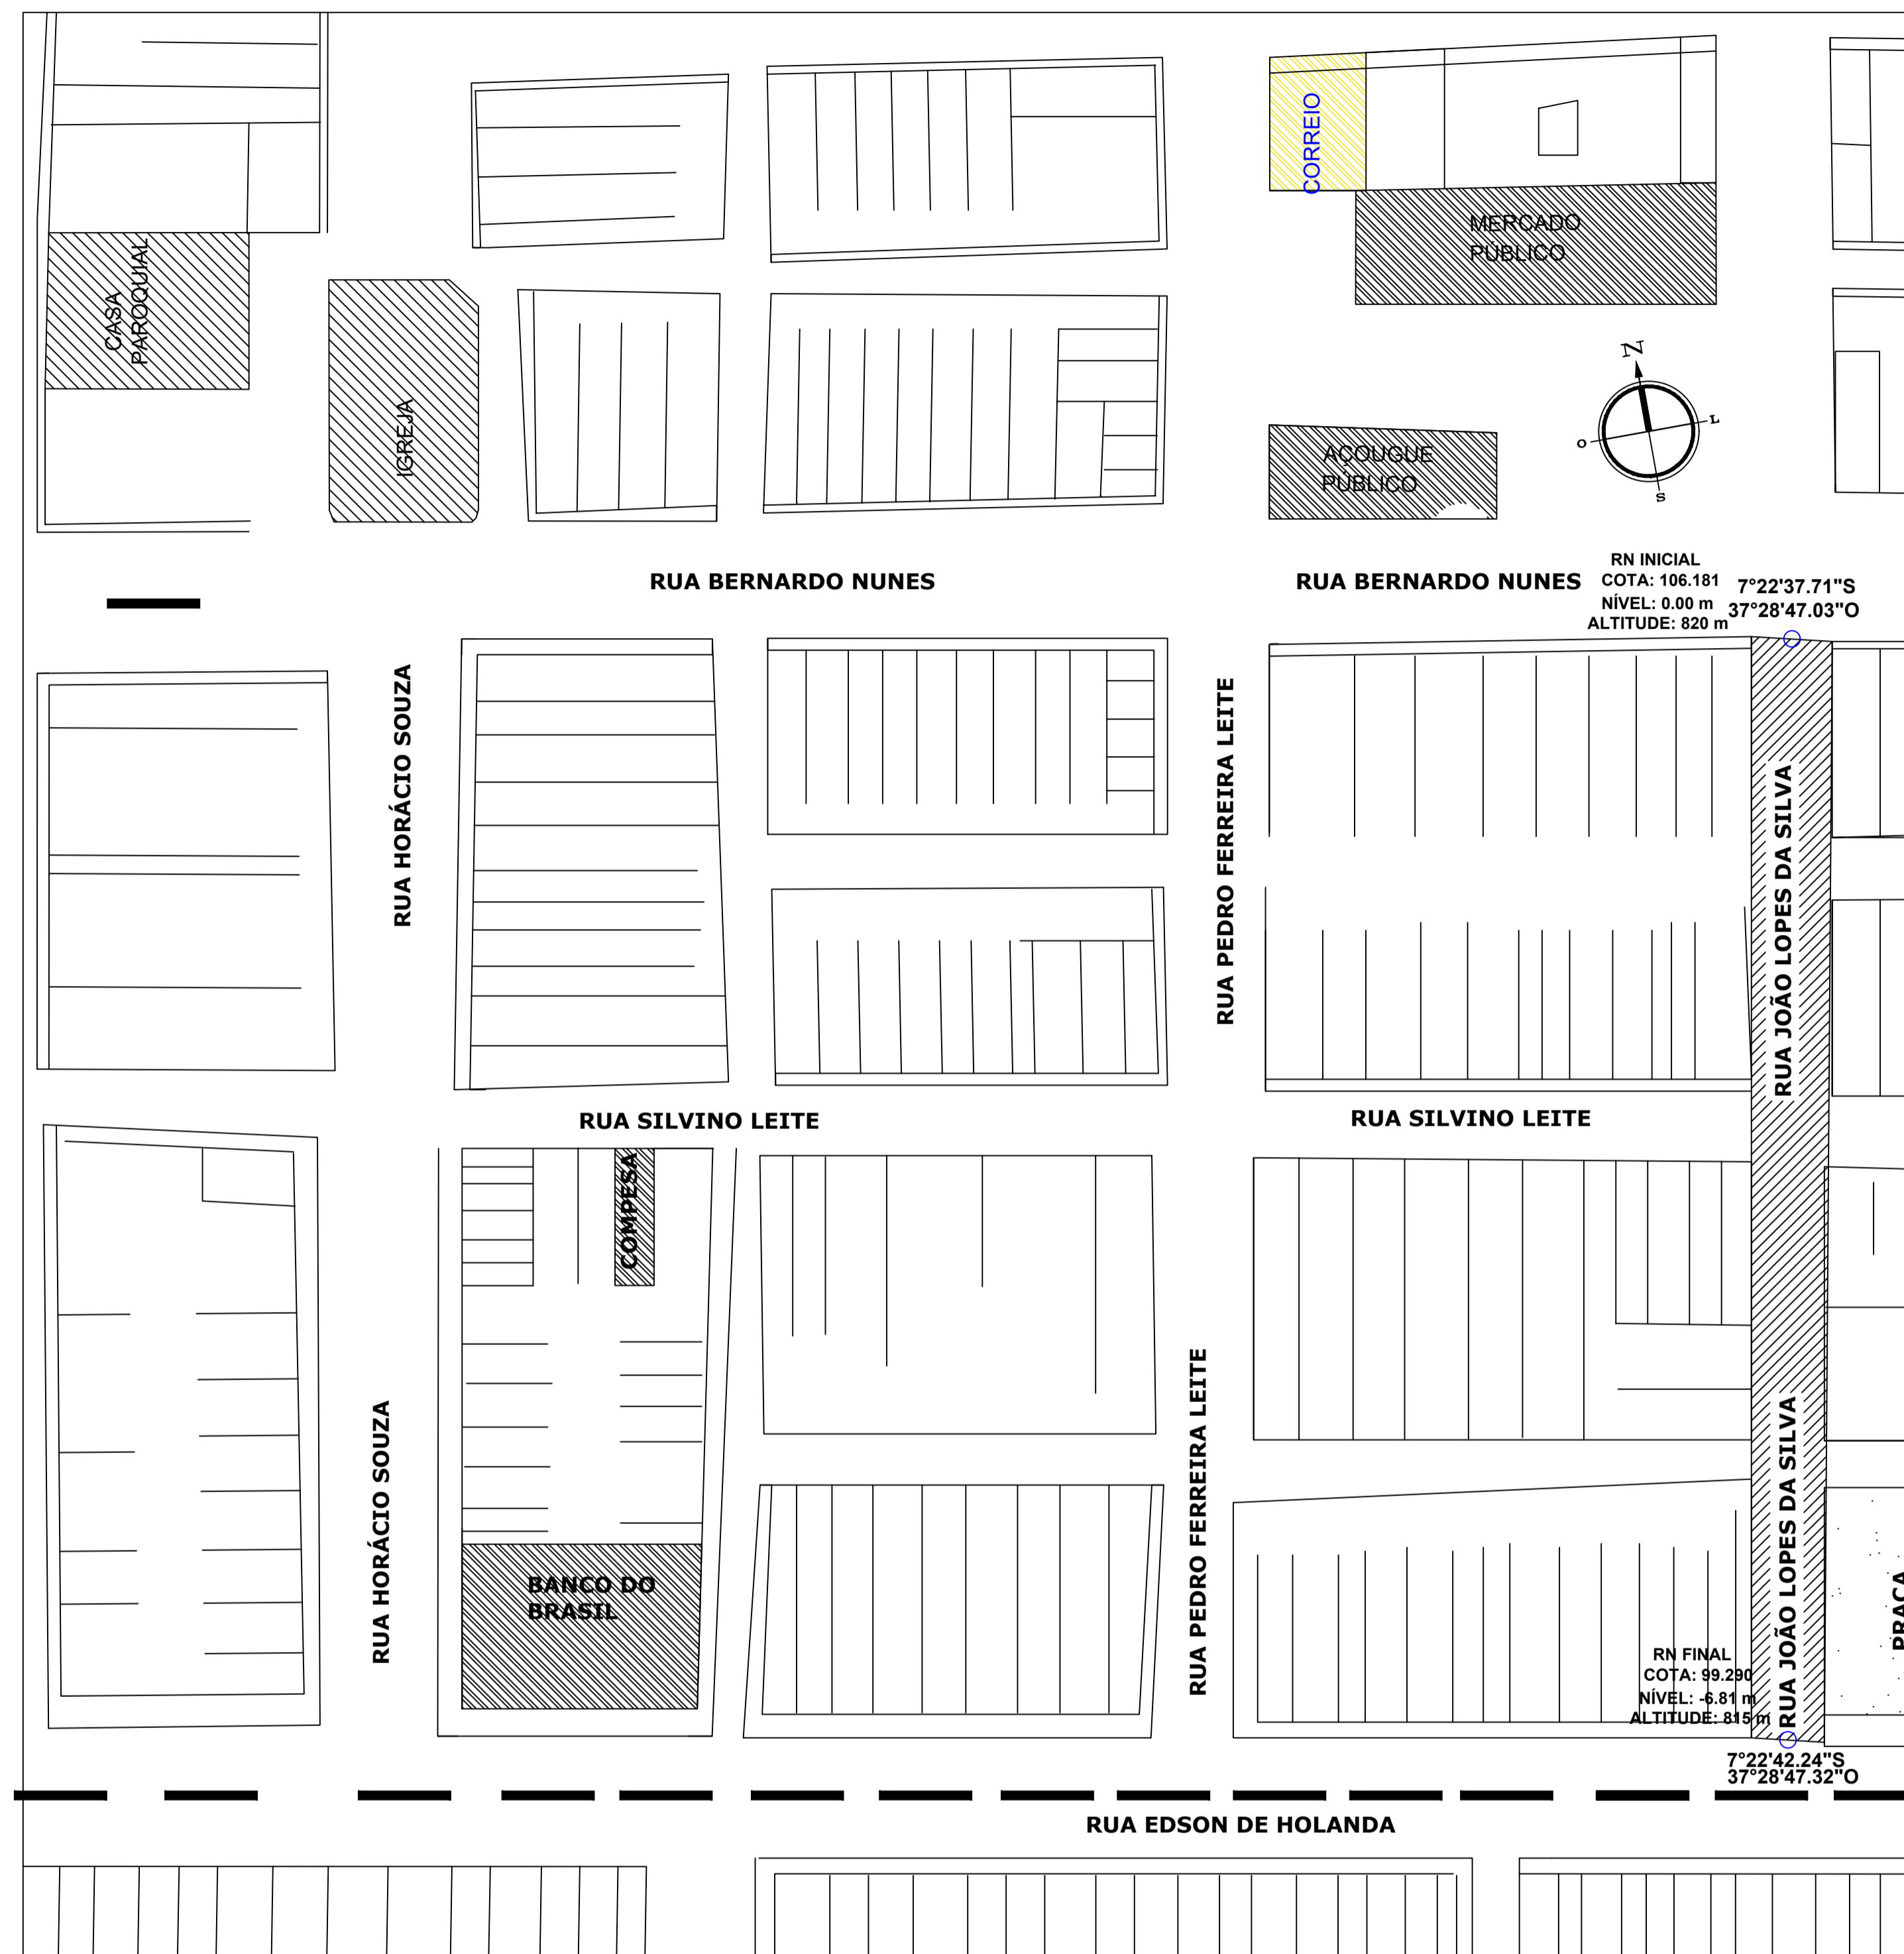 CORREIO
MERCADO
PÚBLICO
CASA
PAROQUIAL
IGREJA
N
L
O
S
AÇOUGUE
PÚBLICO
RUA BERNARDO NUNES
RUA BERNARDO NUNES
RN INICIAL
COTA: 106.181
NÍVEL: 0.00 m
ALTITUDE: 820 m
7°22'37.71"S
37°28'47.03"O
RUA HORÁCIO SOUZA
RUA PEDRO FERREIRA LEITE
RUA JOÃO LOPES DA SILVA
RUA SILVINO LEITE
RUA SILVINO LEITE
COMPESA
RUA HORÁCIO SOUZA
RUA PEDRO FERREIRA LEITE
RUA JOÃO LOPES DA SILVA
BANCO DO
BRASIL
PRAÇA
RN FINAL
COTA: 99.290
NÍVEL: -6.81 m
ALTITUDE: 815 m
7°22'42.24"S
37°28'47.32"O
RUA EDSON DE HOLANDA